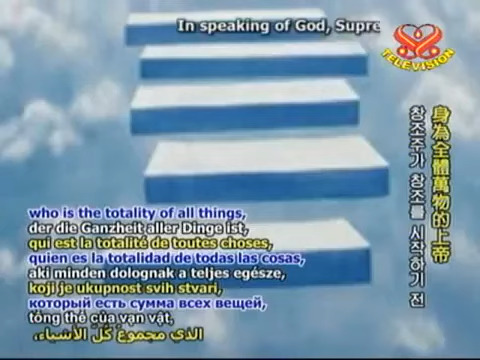 In speaking of God, Supre
TELEVISION
身為全體萬物的上帝
창조주가 창조를 시작하기 전
who is the totality of all things,
der die Ganzheit aller Dinge ist,
qui est la totalité de toutes choses,
quien es la totalidad de todas las cosas,
aki minden dolognak a teljes egésze,
koji je ukupnost svih stvari,
который есть сумма всех вещей,
tổng thể của vạn vật,
الذي مجموع كل الأشياء،